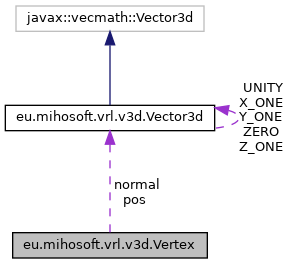 javax::vecmath::Vector3d
UNITY
X_ONE
eu.mihosoft.vrl.v3d.Vector3d
Y_ONE
ZERO
Z_ONE
normal
pos
eu.mihosoft.vrl.v3d.Vertex